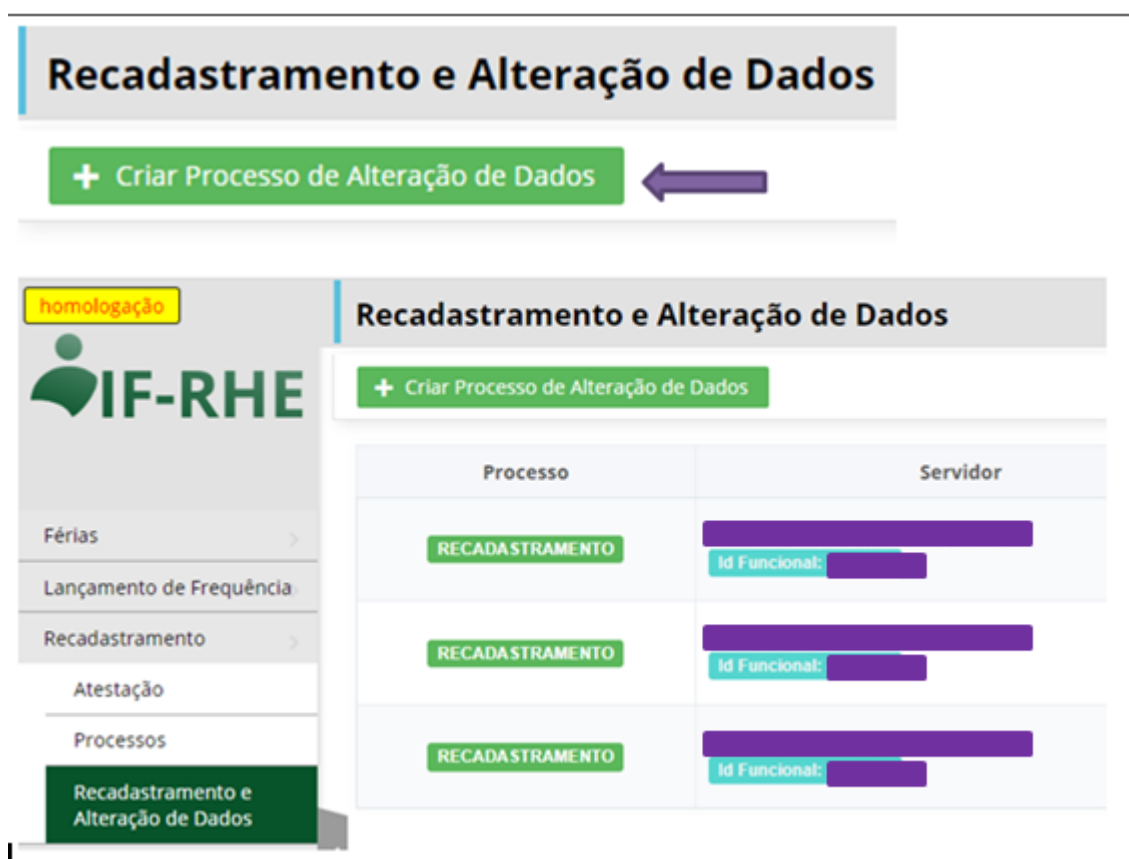 Recadastramento e Alteração de Dados
+ Criar Processo de Alteração de Dados
homologação
IF-RHE
Férias
Lançamento de Frequência
Recadastramento
Atestação
Processos
Recadastramento e
Alteração de Dados
Recadastramento e Alteração de Dados
+ Criar Processo de Alteração de Dados
Processo Servidor
RECADASTRAMENTO
Id Funcional:
RECADASTRAMENTO
Id Funcional:
RECADASTRAMENTO
Id Funcional: